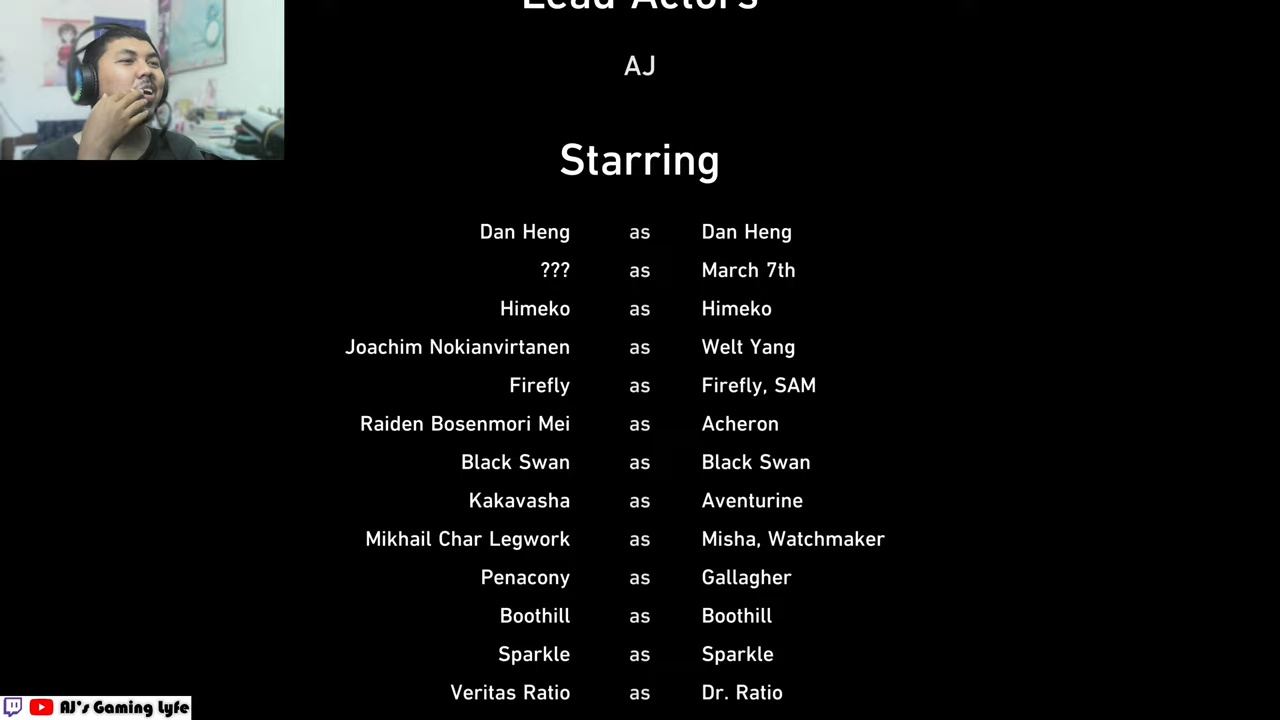 Lead Actors
AJ
Starring
Dan Heng as Dan Heng
??? as March 7th
Himeko as Himeko
Joachim Nokianvirtanen as Welt Yang
Firefly as Firefly, SAM
Raiden Bosenmori Mei as Acheron
Black Swan as Black Swan
Kakavasha as Aventurine
Mikhail Char Legwork as Misha, Watchmaker
Penacony as Gallagher
Boothill as Boothill
Sparkle as Sparkle
Veritas Ratio as Dr. Ratio
AJ's Gaming Lyfe